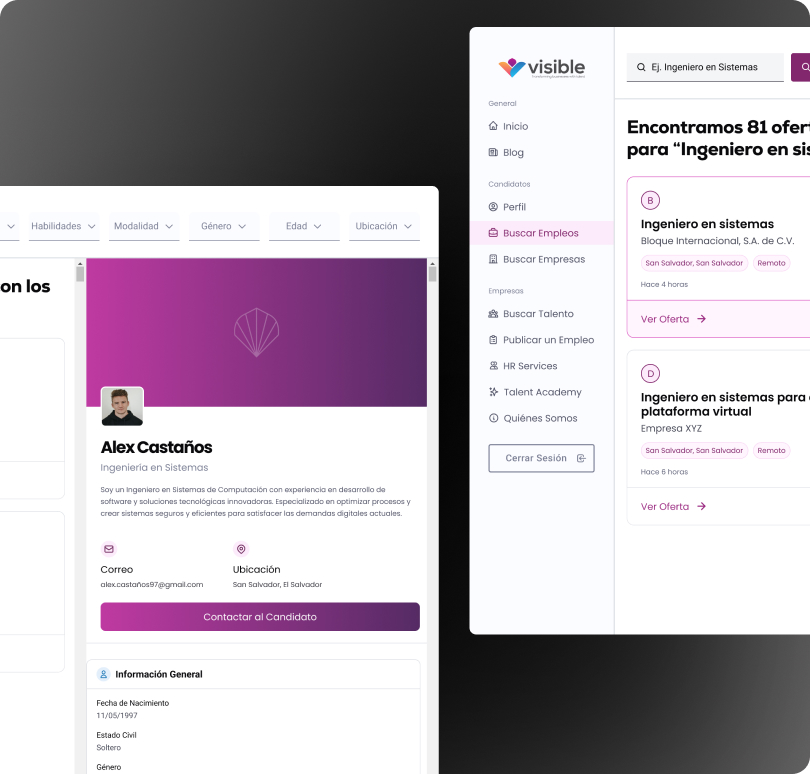 visible
General
Inicio
Blog
Candidatos
Perfil
Buscar Empleos
Buscar Empresas
Empresas
Buscar Talento
Publicar un Empleo
HR Services
Talent Academy
Quiénes Somos
Cerrar Sesión
Ej. Ingeniero en Sistemas
Encontramos 81 ofert
para “Ingeniero en sis
B
Ingeniero en sistemas
Bloque Internacional, S.A. de C.V.
San Salvador, San Salvador Remoto
Hace 4 horas
Ver Oferta
D
Ingeniero en sistemas para
plataforma virtual
Empresa XYZ
San Salvador, San Salvador Remoto
Hace 6 horas
Ver Oferta
Habilidades Modalidad Género Edad Ubicación
on los
Alex Castaños
Ingeniería en Sistemas
Soy un Ingeniero en Sistemas de Computación con experiencia en desarrollo de
software y soluciones tecnológicas innovadoras. Especializado en optimizar procesos y
crear sistemas seguros y eficientes para satisfacer las demandas digitales actuales.
Correo
alex.castaños97@gmail.com
Ubicación
San Salvador, El Salvador
Contactar al Candidato
Información General
Fecha de Nacimiento
11/05/1997
Estado Civil
Soltero
Género